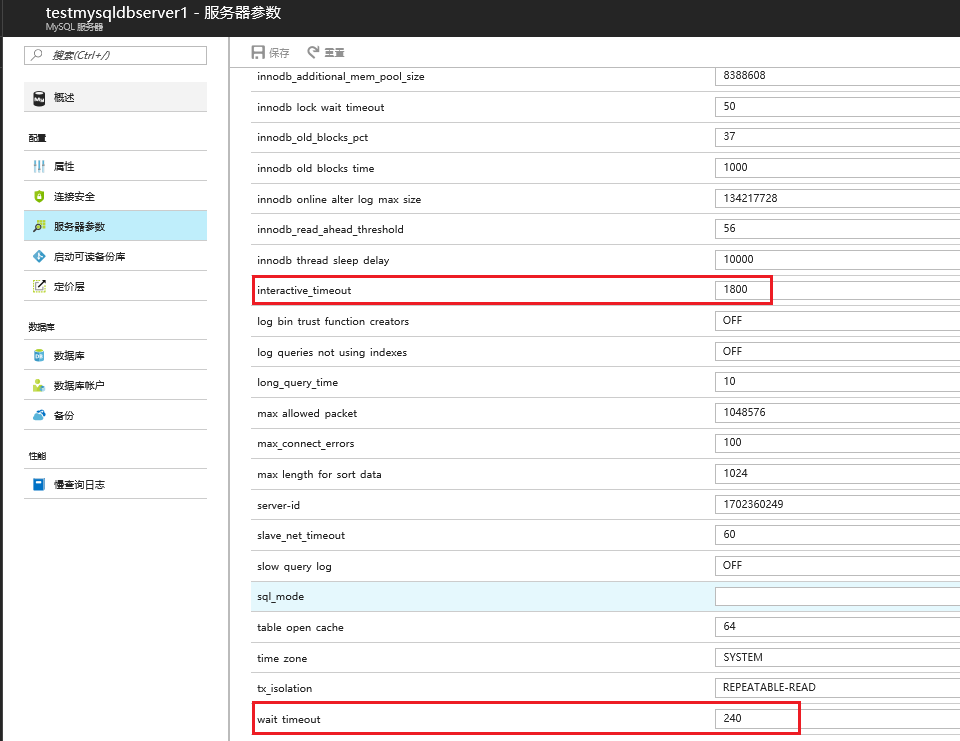 testmysqldbserver1 - 服务器参数
MySQL 服务器
搜索(Ctrl+/)
概述
配置
属性
连接安全
服务器参数
启动可读备份库
定价层
数据库
数据库
数据库帐户
备份
性能
慢查询日志
保存 重置
innodb_additional_mem_pool_size 8388608
innodb lock wait timeout 50
innodb_old_blocks_pct 37
innodb old blocks time 1000
innodb online alter log max size 134217728
innodb_read_ahead_threshold 56
innodb thread sleep delay 10000
interactive_timeout 1800
log bin trust function creators OFF
log queries not using indexes OFF
long_query_time 10
max allowed packet 1048576
max_connect_errors 100
max length for sort data 1024
server-id 1702360249
slave_net_timeout 60
slow query log OFF
sql_mode
table open cache 64
time zone SYSTEM
tx_isolation REPEATABLE-READ
wait timeout 240